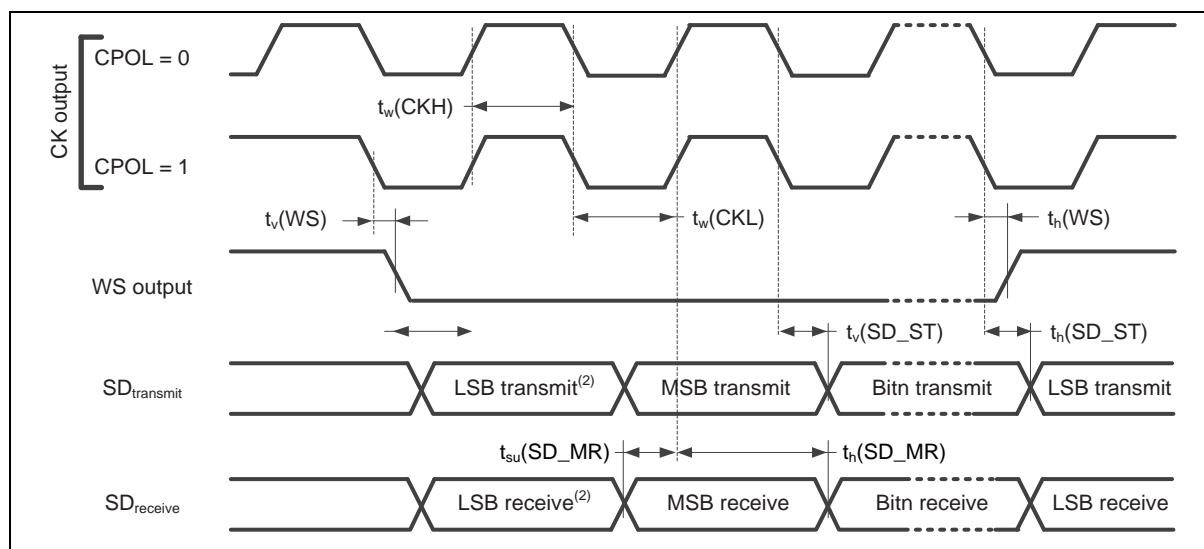 CK output
CPOL = 0
tw(CKH)
CPOL = 1
tv(WS)
tw(CKL)
th(WS)
WS output
tv(SD_ST)
th(SD_ST)
SDtransmit
LSB transmit(2)
MSB transmit
Bitn transmit
LSB transmit
tsu(SD_MR)
th(SD_MR)
SDreceive
LSB receive(2)
MSB receive
Bitn receive
LSB receive